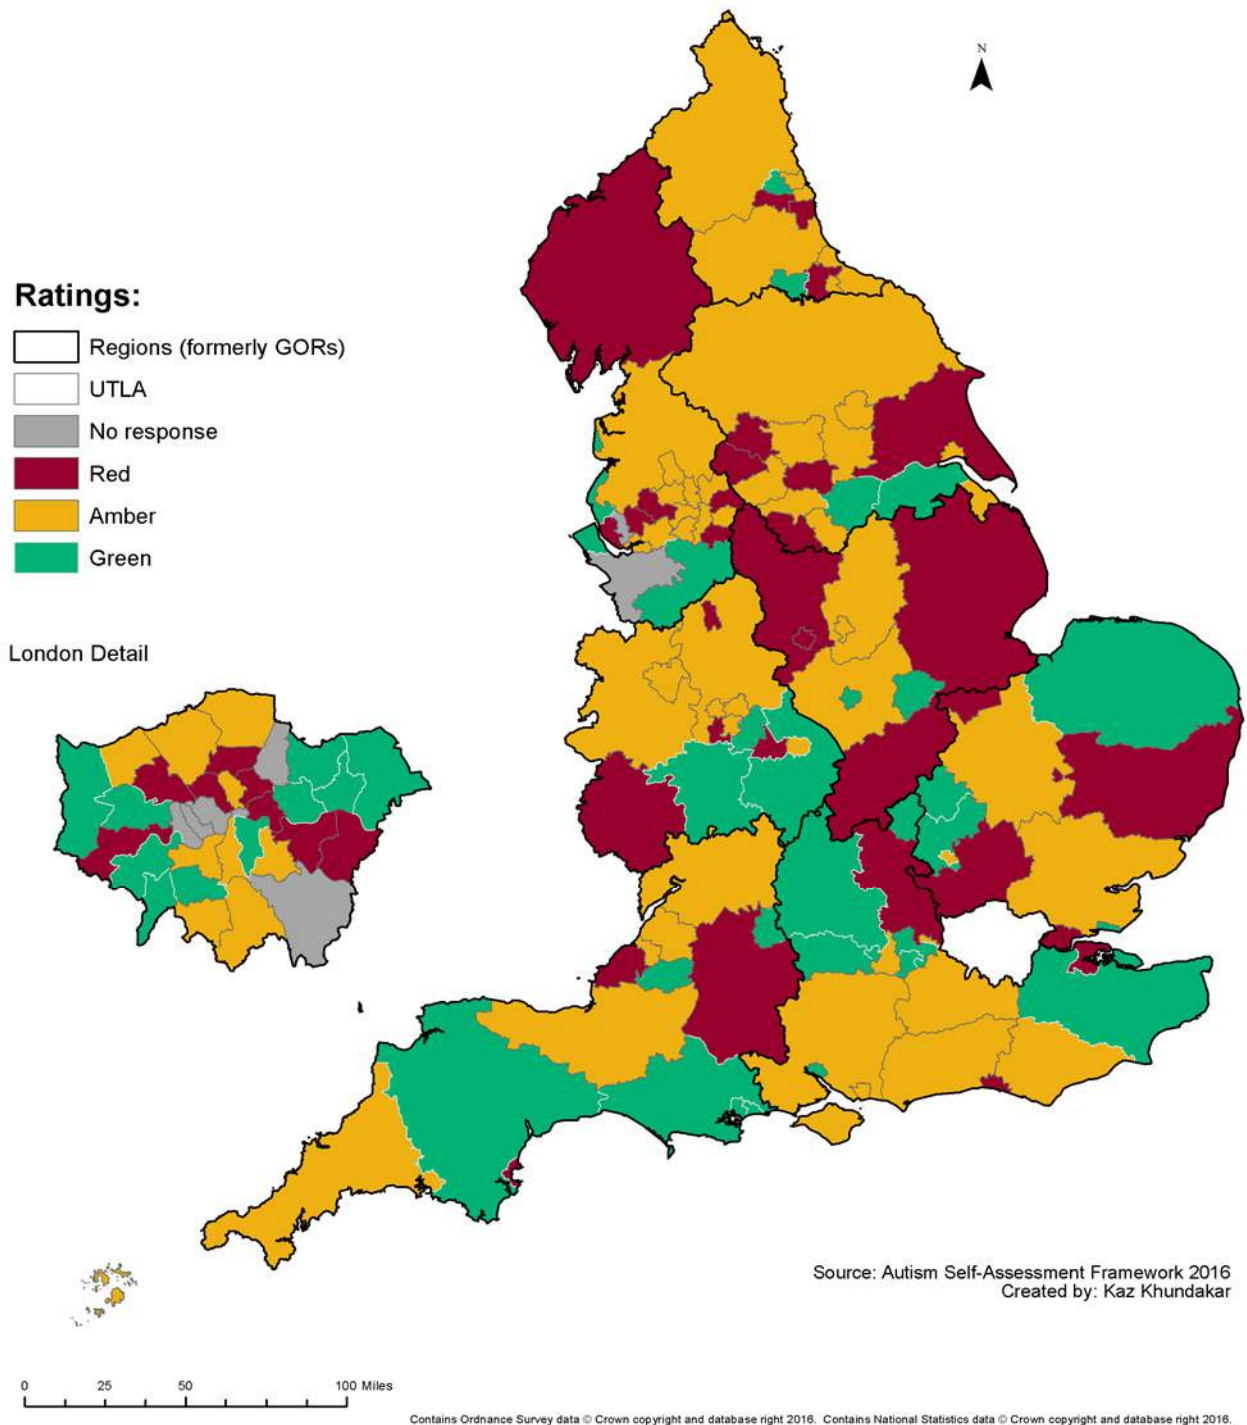 N
Ratings:
Regions (formerly GORs)
UTLA
No response
Red
Amber
Green
London Detail
Source: Autism Self-Assessment Framework 2016
Created by: Kaz Khundakar
0 25 50 100 Miles
Contains Ordnance Survey data © Crown copyright and database right 2016. Contains National Statistics data © Crown copyright and database right 2016.